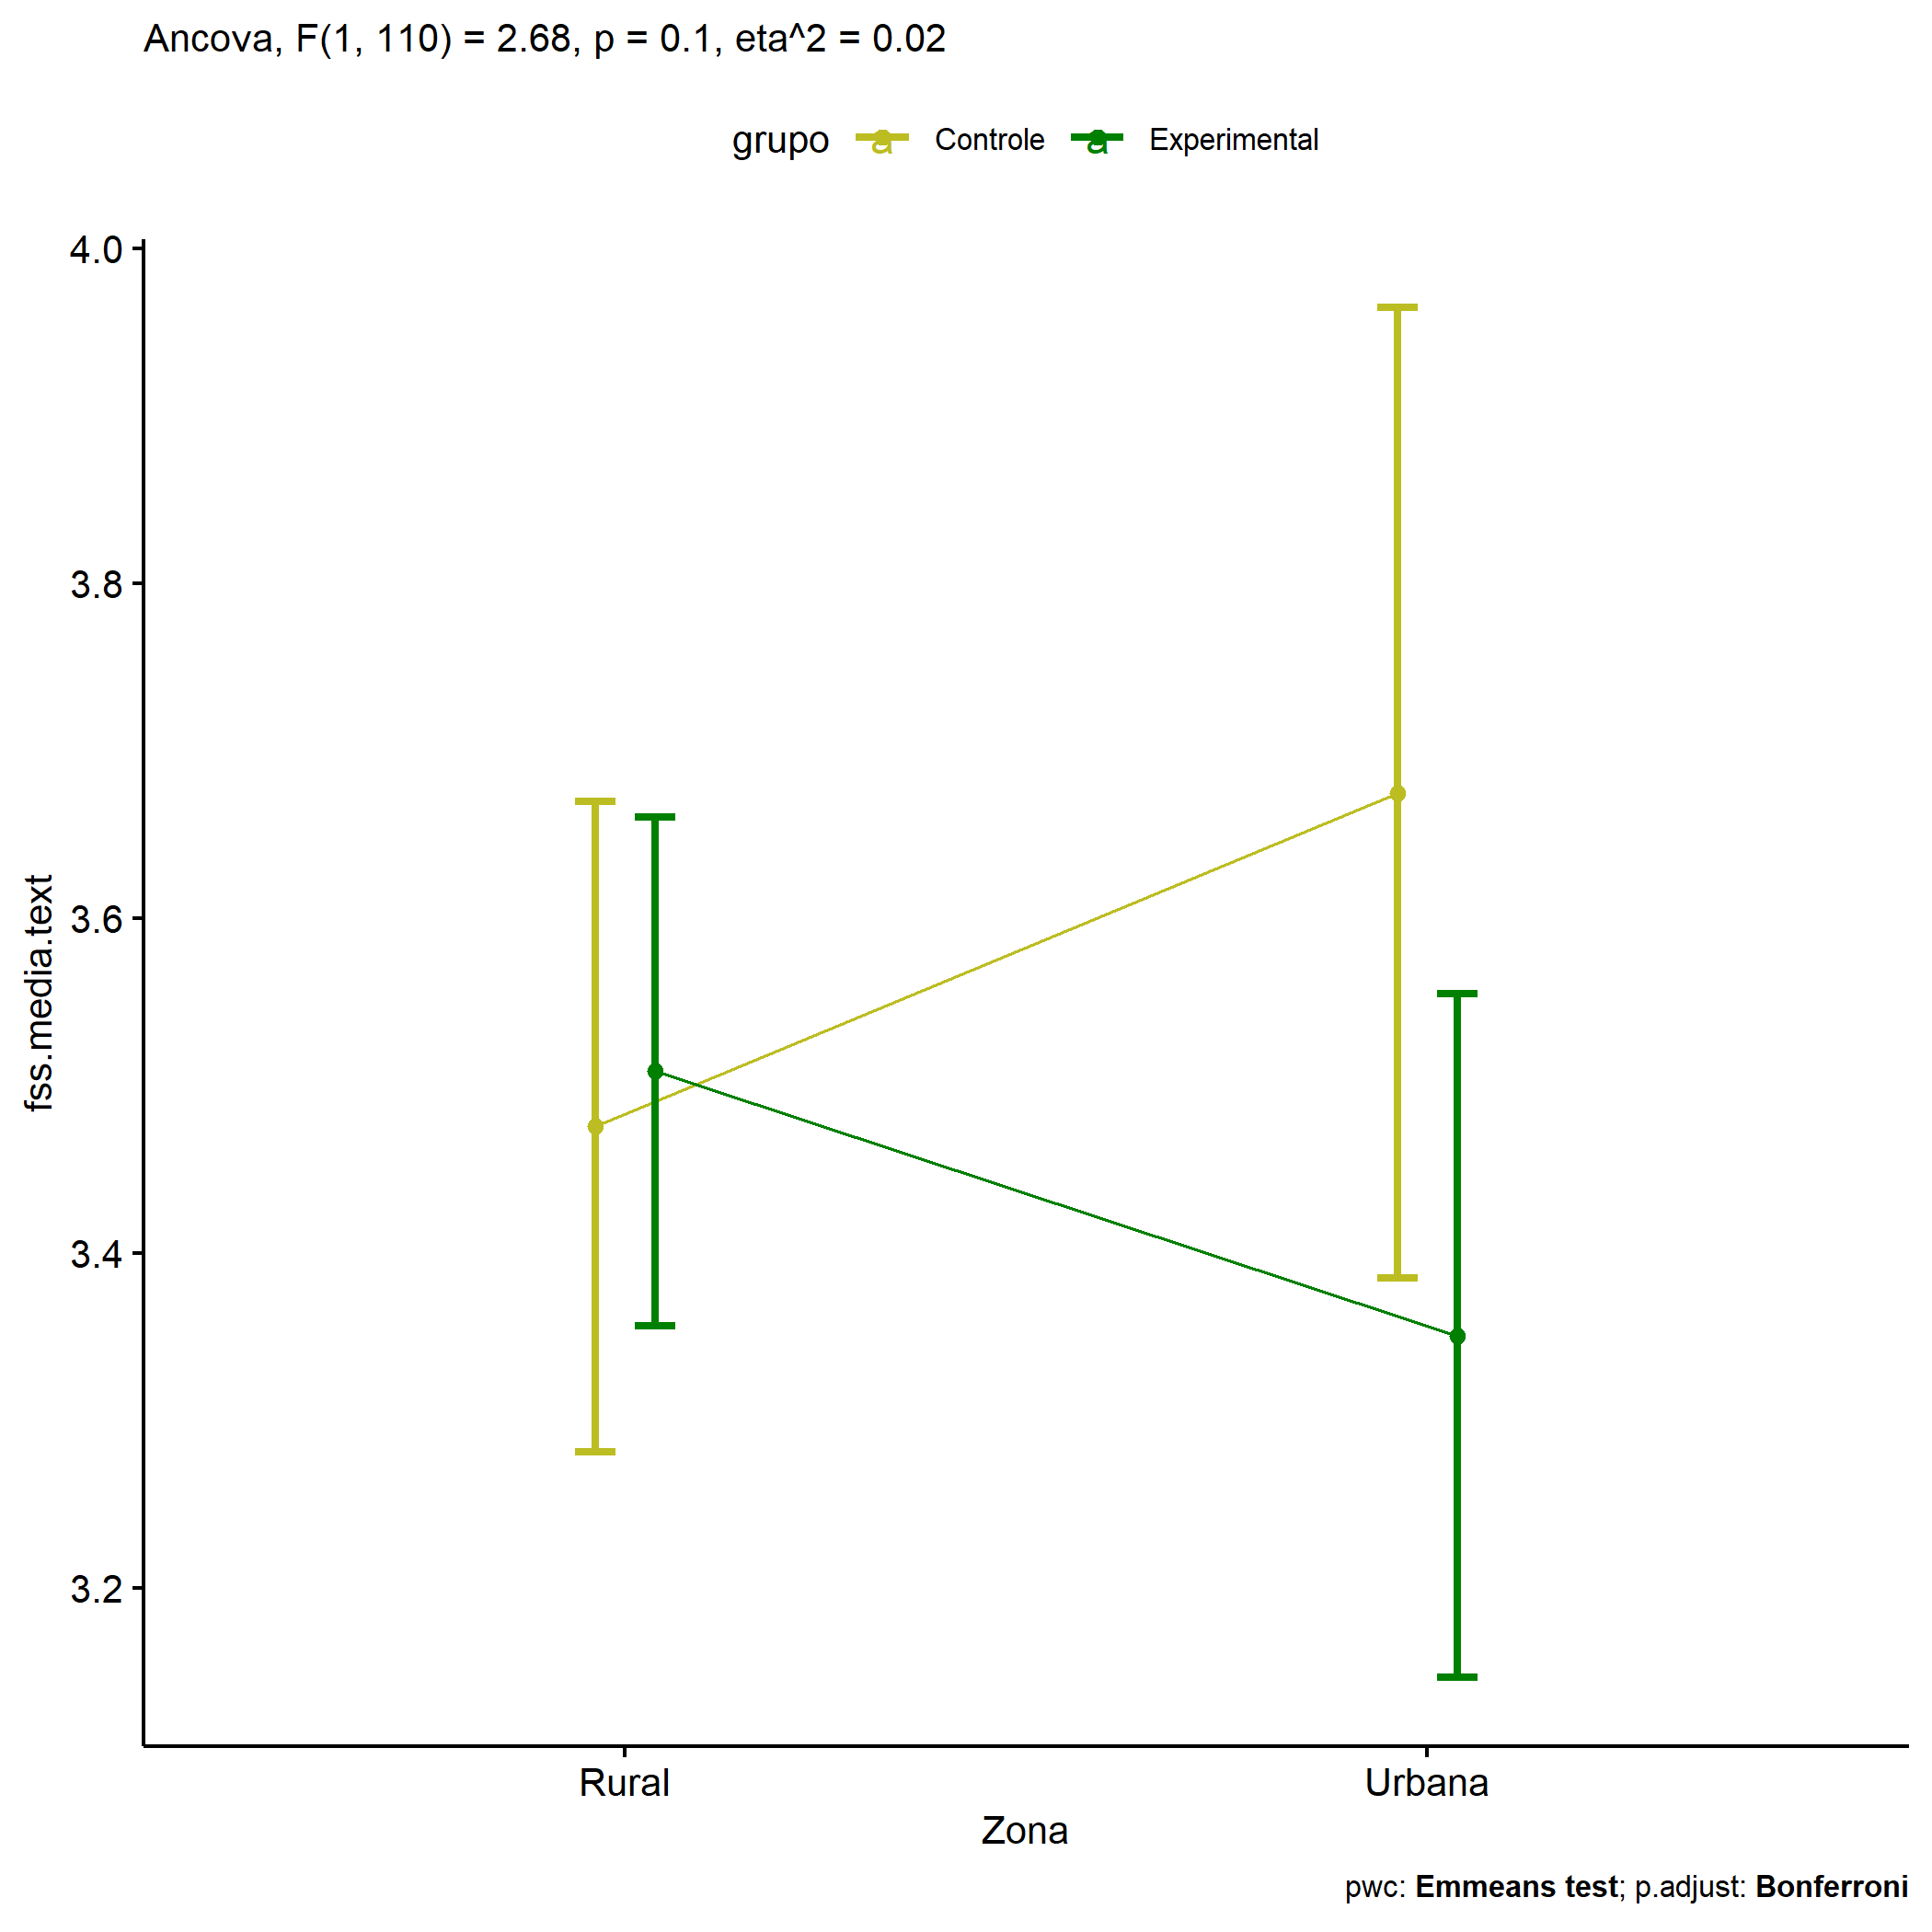 Ancova, F(1, 110) = 2.68, p = 0.1, eta^2 = 0.02
grupo a Controle a Experimental
4.0
3.8
3.6
3.4
3.2
fss.media.text
Rural Urbana
Zona
pwc: Emmeans test; p.adjust: Bonferroni